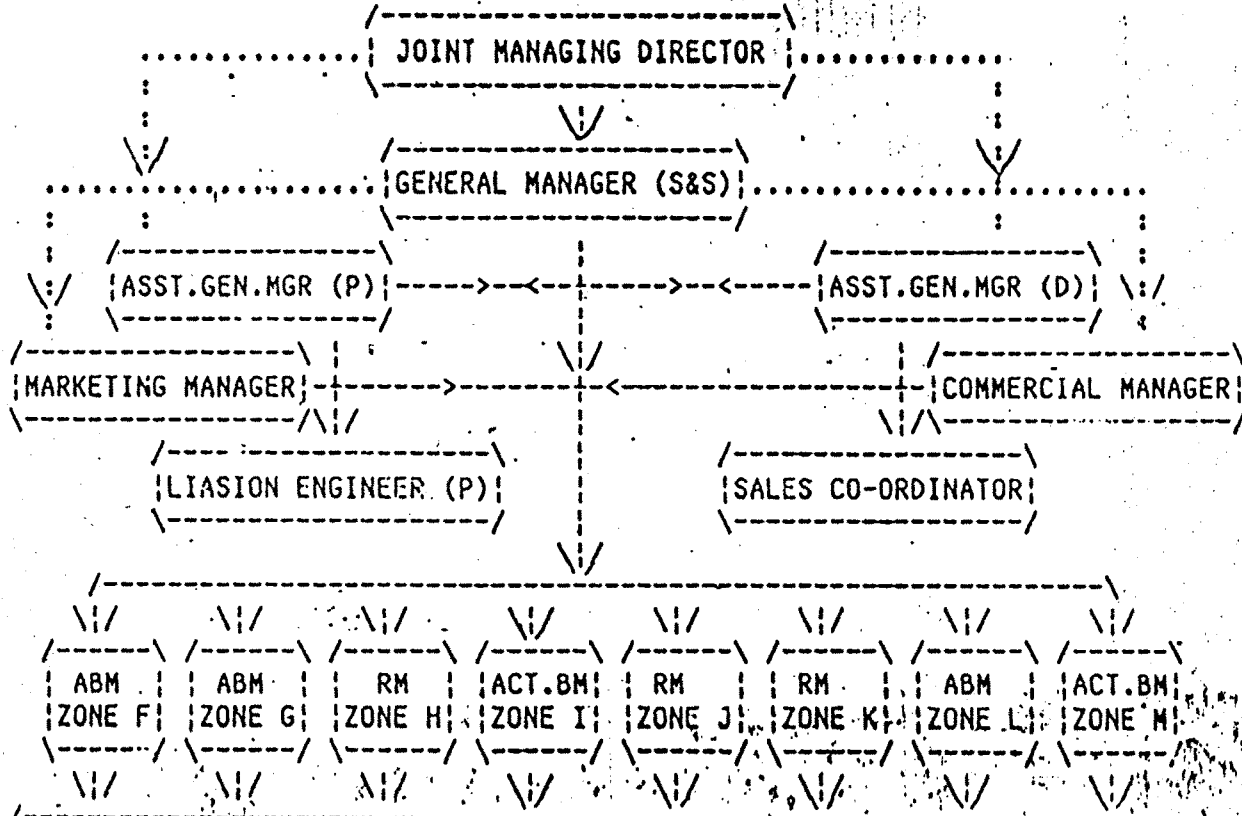 JOINT MANAGING DIRECTOR
GENERAL MANAGER (S&S)
ASST.GEN.MGR (P) ASST.GEN.MGR (D)
MARKETING MANAGER COMMERCIAL MANAGER
LIASION ENGINEER (P) SALES CO-ORDINATOR
ABM ABM RM ACT.BM RM RM ABM ACT.BM
ZONE F ZONE G ZONE H ZONE I ZONE J ZONE K ZONE L ZONE M